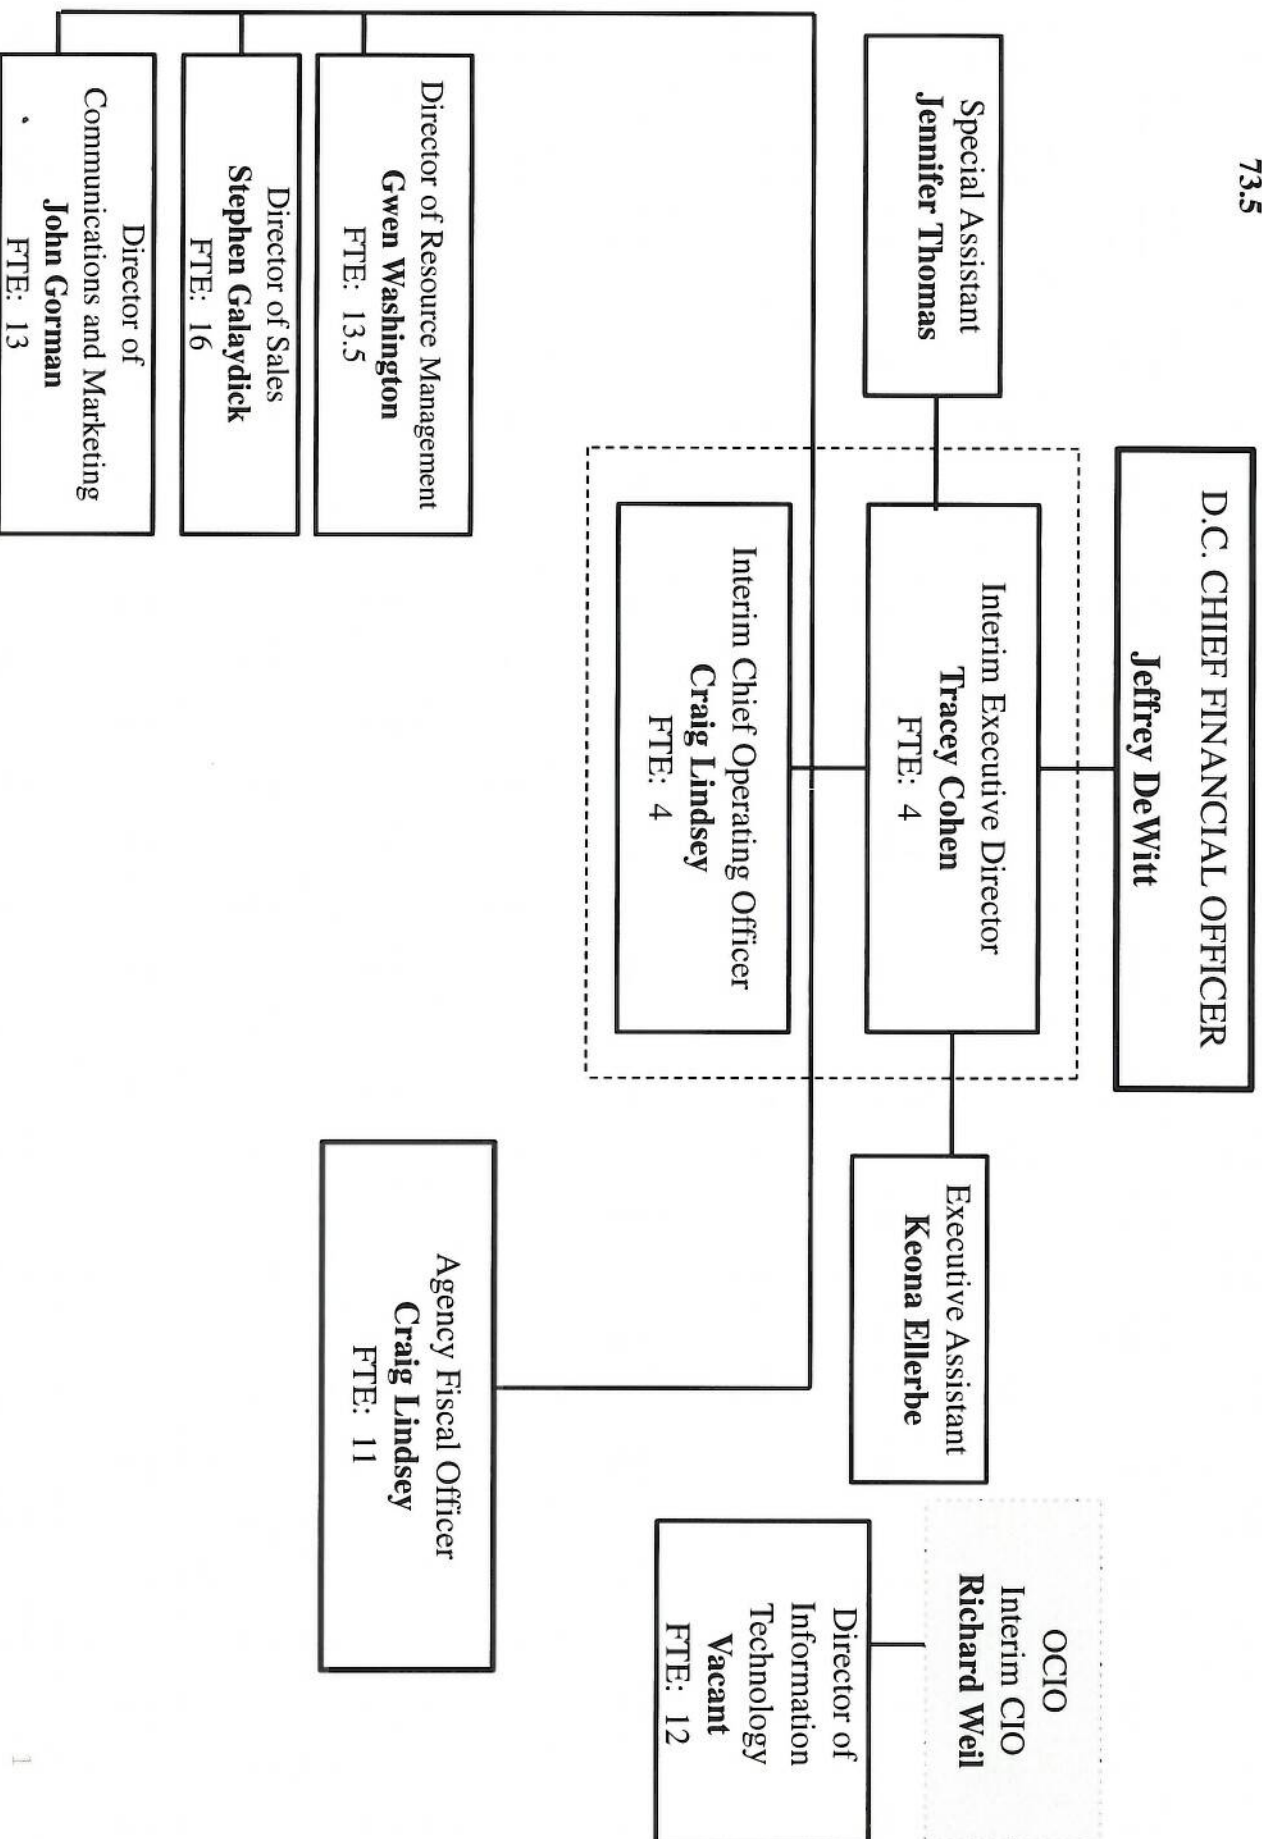 73.5
D.C. CHIEF FINANCIAL OFFICER
Jeffrey DeWitt
Special Assistant
Jennifer Thomas
Interim Executive Director
Tracey Cohen
FTE: 4
Executive Assistant
Keona Ellerbe
OCIO
Interim CIO
Richard Weil
Interim Chief Operating Officer
Craig Lindsey
FTE: 4
Director of
Information
Technology
Vacant
FTE: 12
Director of Resource Management
Gwen Washington
FTE: 13.5
Director of Sales
Stephen Galaydick
FTE: 16
Director of
Communications and Marketing
John Gorman
FTE: 13
Agency Fiscal Officer
Craig Lindsey
FTE: 11
1